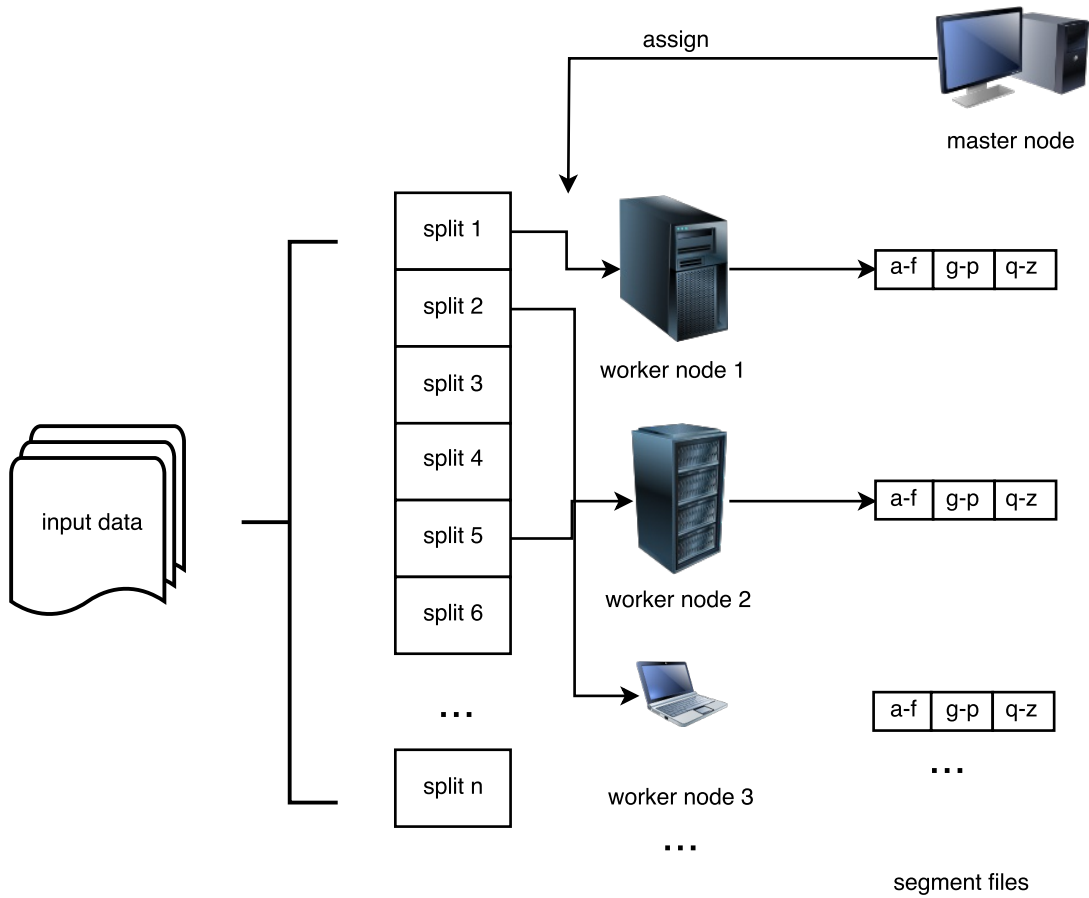 assign
master node
split 1
split 2
split 3
split 4
split 5
split 6
...
split n
input data
worker node 1
worker node 2
worker node 3
...
a-f g-p q-z
a-f g-p q-z
a-f g-p q-z
...
segment files